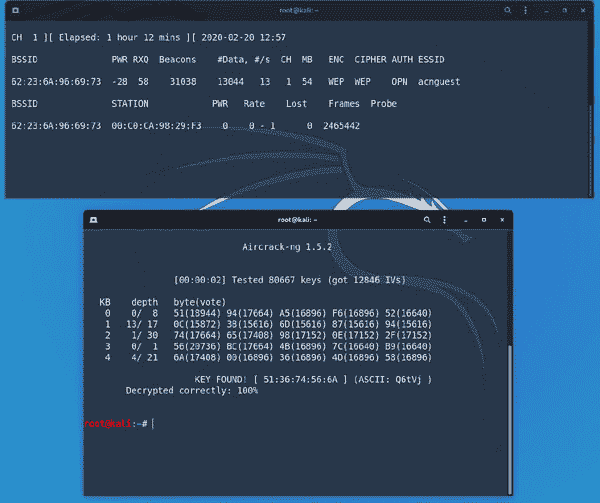 root@kali: ~
CH 1 ][ Elapsed: 1 hour 12 mins ][ 2020-02-20 12:57
BSSID PWR RXQ Beacons #Data, #/s CH MB ENC CIPHER AUTH ESSID
62:23:6A:96:69:73 -28 58 31038 13044 13 1 54 WEP WEP OPN acnguest
BSSID STATION PWR Rate Lost Frames Probe
62:23:6A:96:69:73 00:C0:CA:98:29:F3 0 0 - 1 0 2465442
root@kali: ~
Aircrack-ng 1.5.2
[00:00:02] Tested 80667 keys (got 12846 IVs)
KB depth byte(vote)
0 0/ 8 51(18944) 94(17664) A5(16896) F6(16896) 52(16640)
1 13/ 17 0C(15872) 38(15616) 6D(15616) 87(15616) 94(15616)
2 1/ 30 74(17664) 65(17408) 98(17152) 0E(17152) 2F(17152)
3 0/ 1 56(20736) BC(17664) 4B(16896) 7C(16640) B9(16640)
4 4/ 21 6A(17408) 00(16896) 36(16896) 4D(16896) 58(16896)
KEY FOUND! [ 51:36:74:56:6A ] (ASCII: Q6tVj )
Decrypted correctly: 100%
root@kali:~#